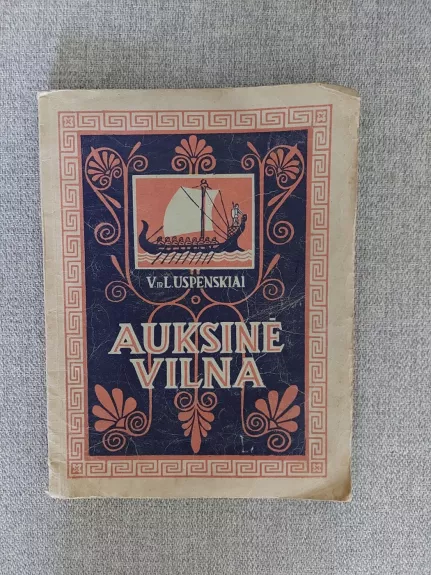 V. IR L. USPENSKIAI
AUKSINĖ
VILNA